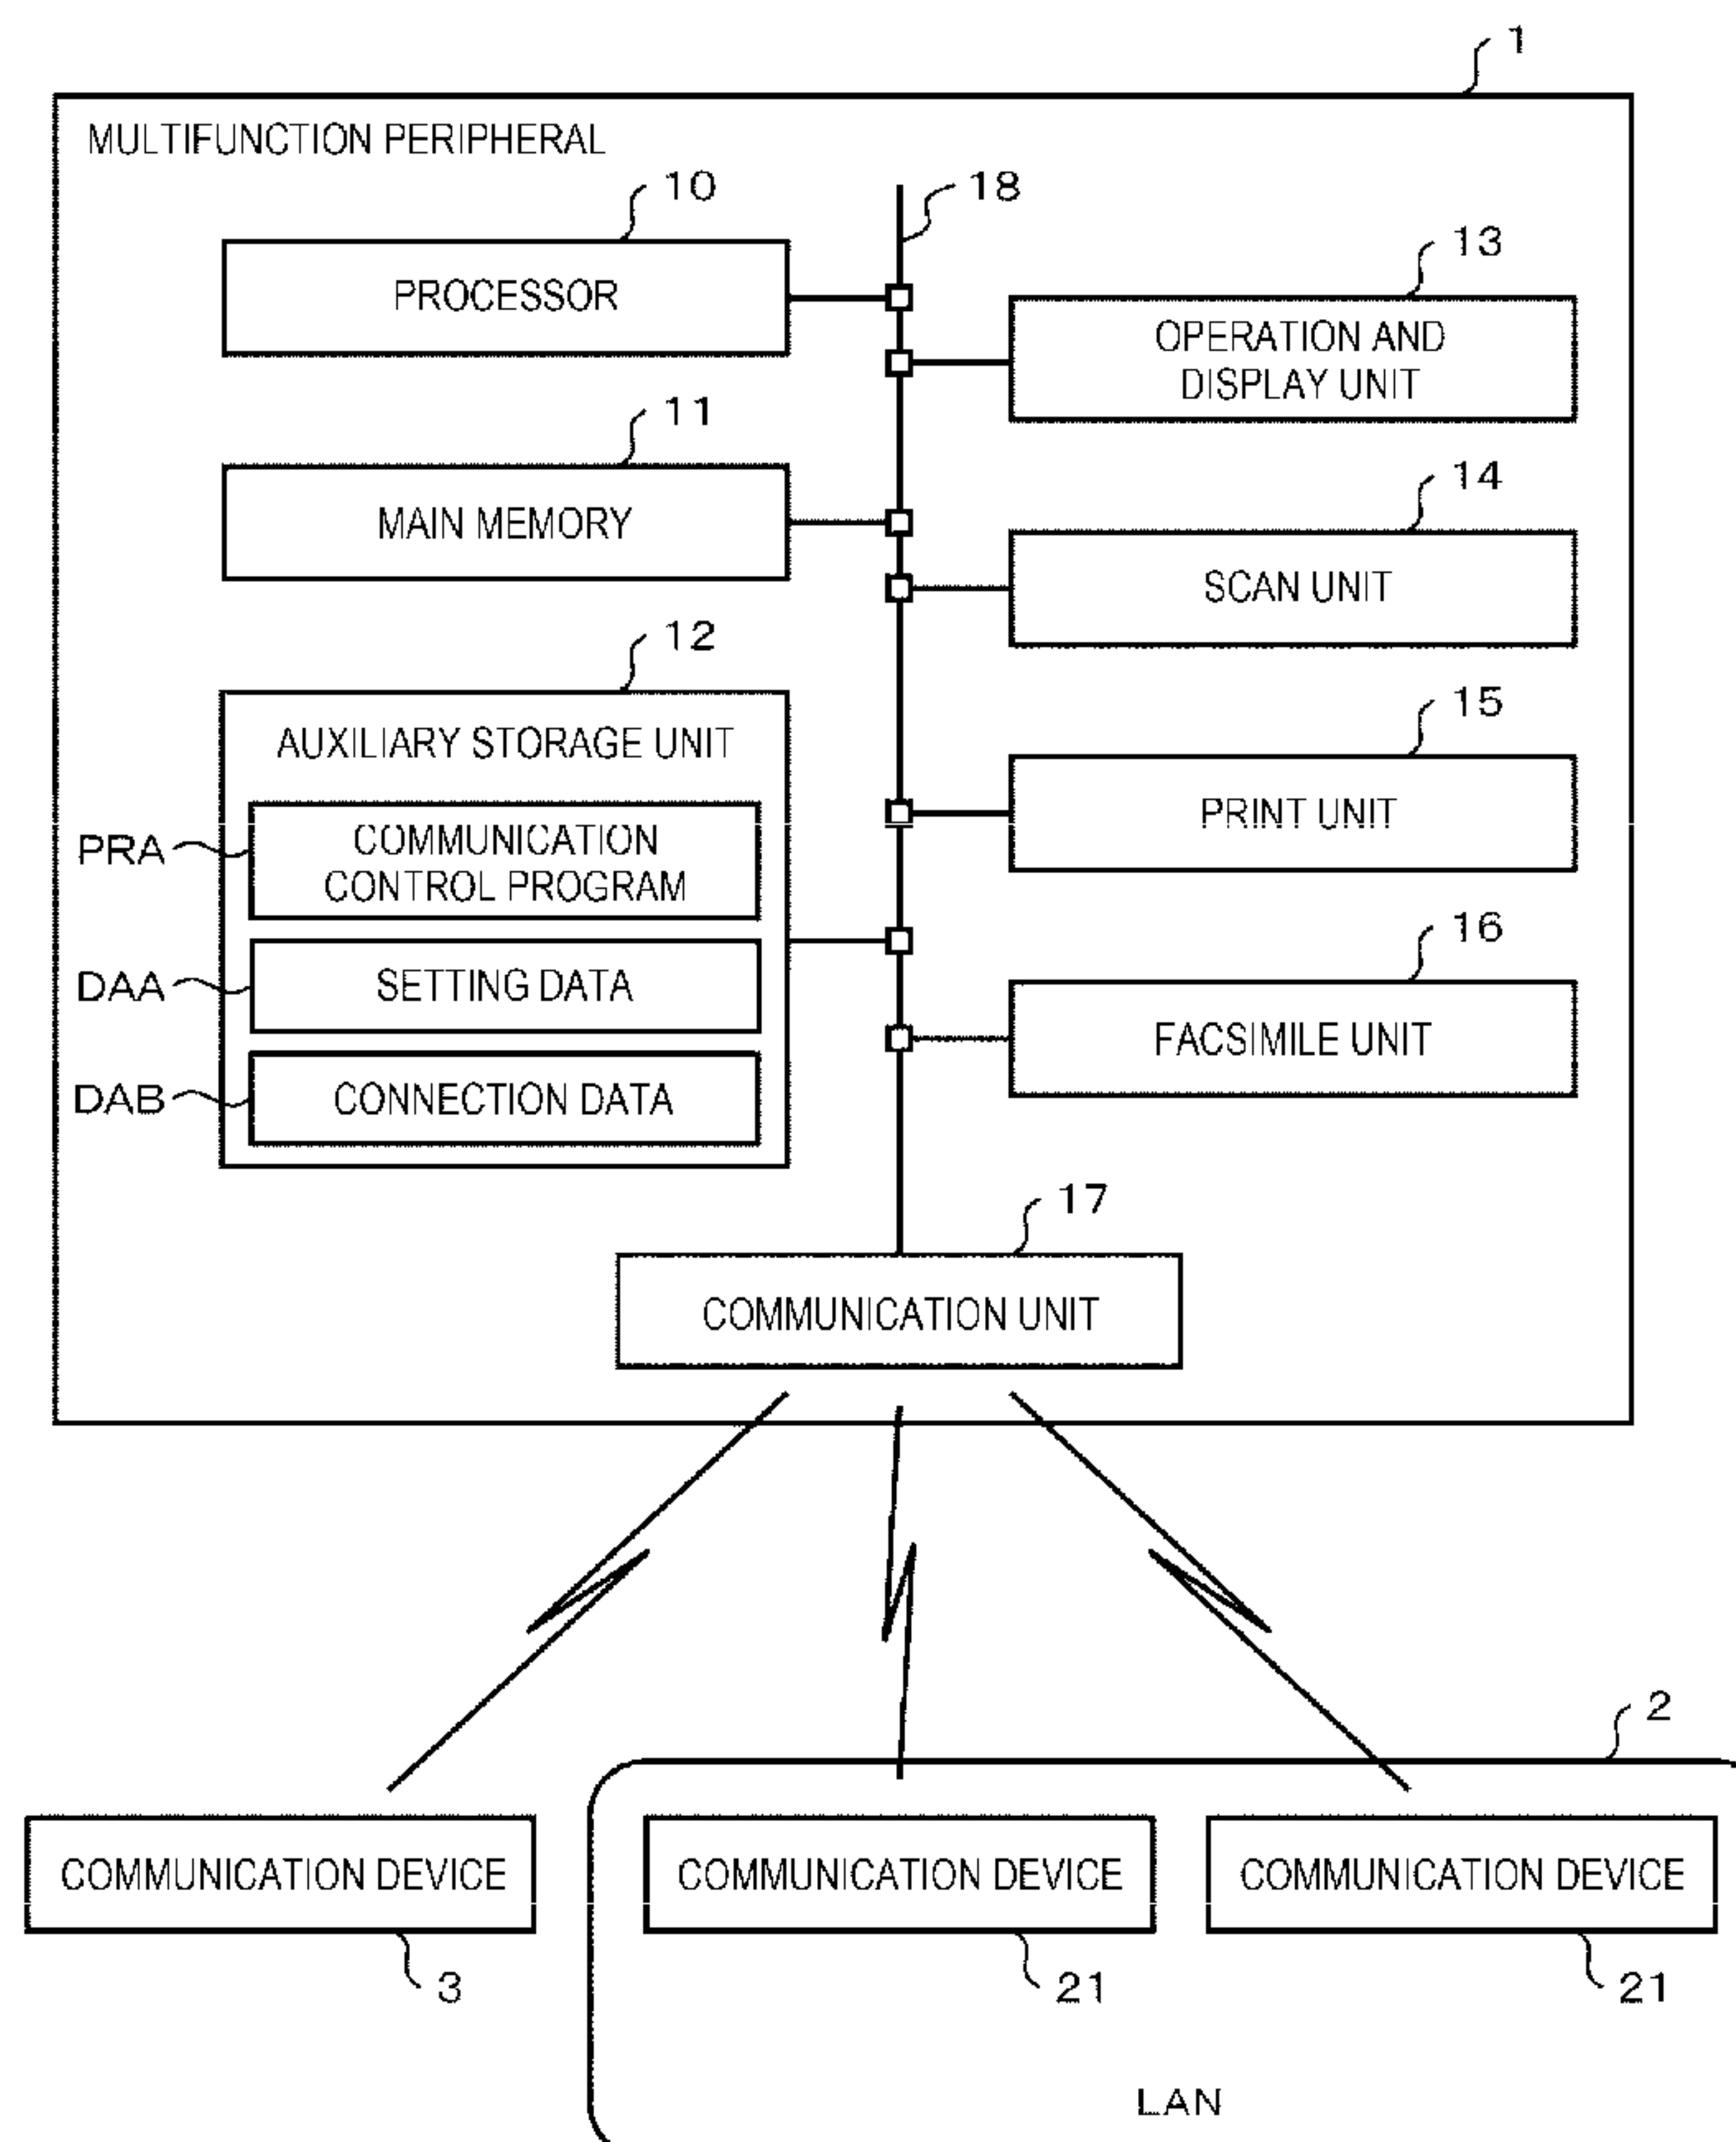 1
MULTIFUNCTION PERIPHERAL
10
18
PROCESSOR
13
OPERATION AND
DISPLAY UNIT
11
MAIN MEMORY
14
SCAN UNIT
12
AUXILIARY STORAGE UNIT
15
PRINT UNIT
PRA
COMMUNICATION
CONTROL PROGRAM
16
DAA
SETTING DATA
FACSIMILE UNIT
DAB
CONNECTION DATA
17
COMMUNICATION UNIT
2
COMMUNICATION DEVICE
COMMUNICATION DEVICE
COMMUNICATION DEVICE
3
21
21
LAN